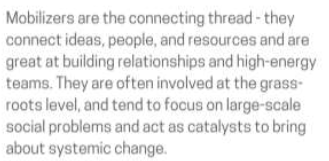 Mobilizers are the connecting thread - they
connect ideas, people, and resources and are
great at building relationships and high-energy
teams. They are often involved at the grass-
roots level, and tend to focus on large-scale
social problems and act as catalysts to bring
about systemic change.